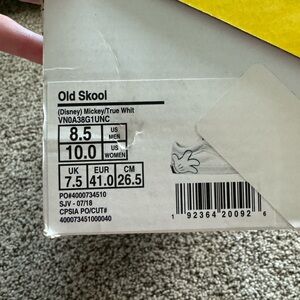 Old Skool
(Disney) Mickey/True Whit
VN0A38G1UNC
8.5 US MEN
10.0 US WOMEN
UK EUR CM
7.5 41.0 26.5
PO#4000734510
SJV - 07/18
CPSIA PO/CUT#
400073451000040
1 92364 20092 6